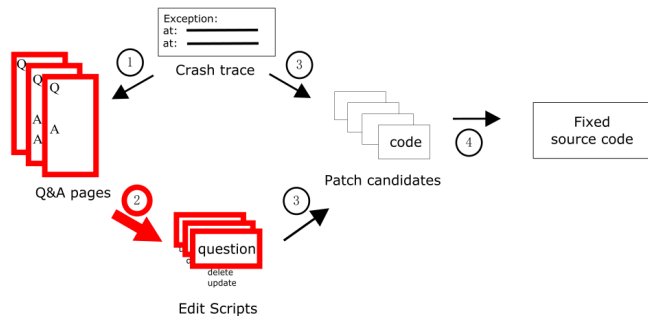 Exception:
at:
at:
Crash trace
1
3
Q
Q
Q
A
A
A
Q&A pages
code
Patch candidates
4
Fixed
source code
2
3
question
delete
update
Edit Scripts